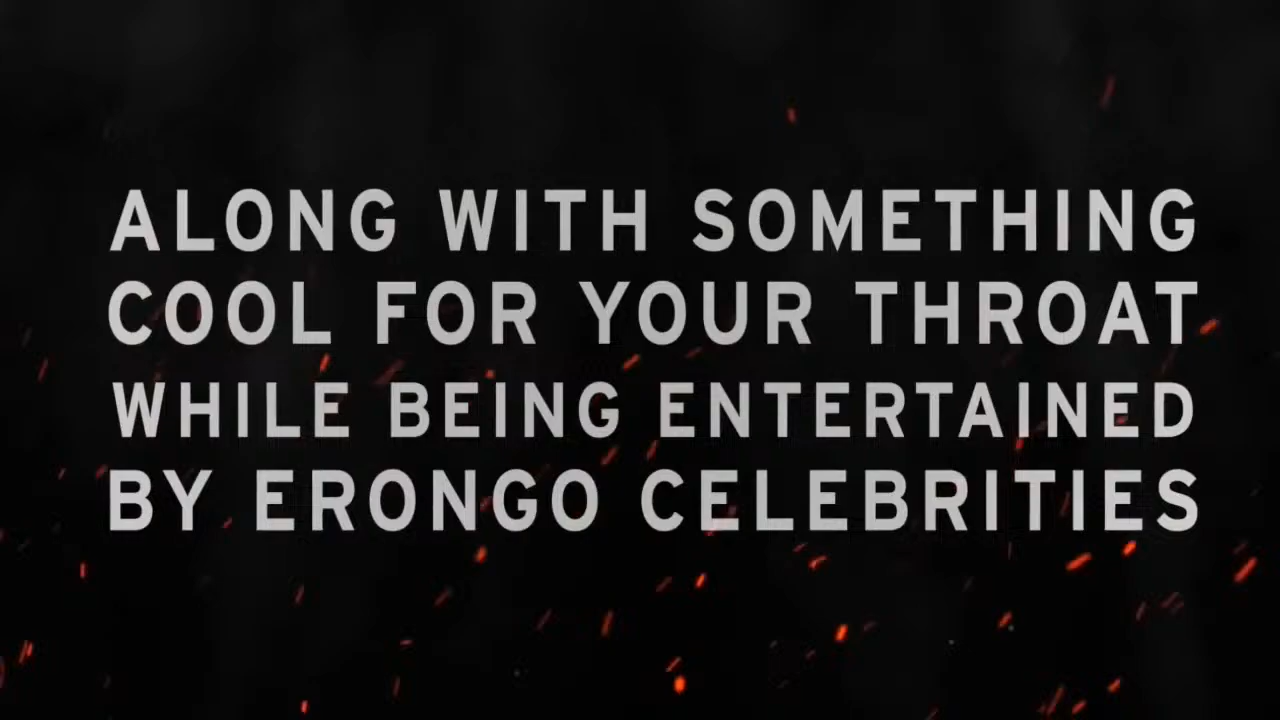 ALONG WITH SOMETHING
COOL FOR YOUR THROAT
WHILE BEING ENTERTAINED
BY ERONGO CELEBRITIES